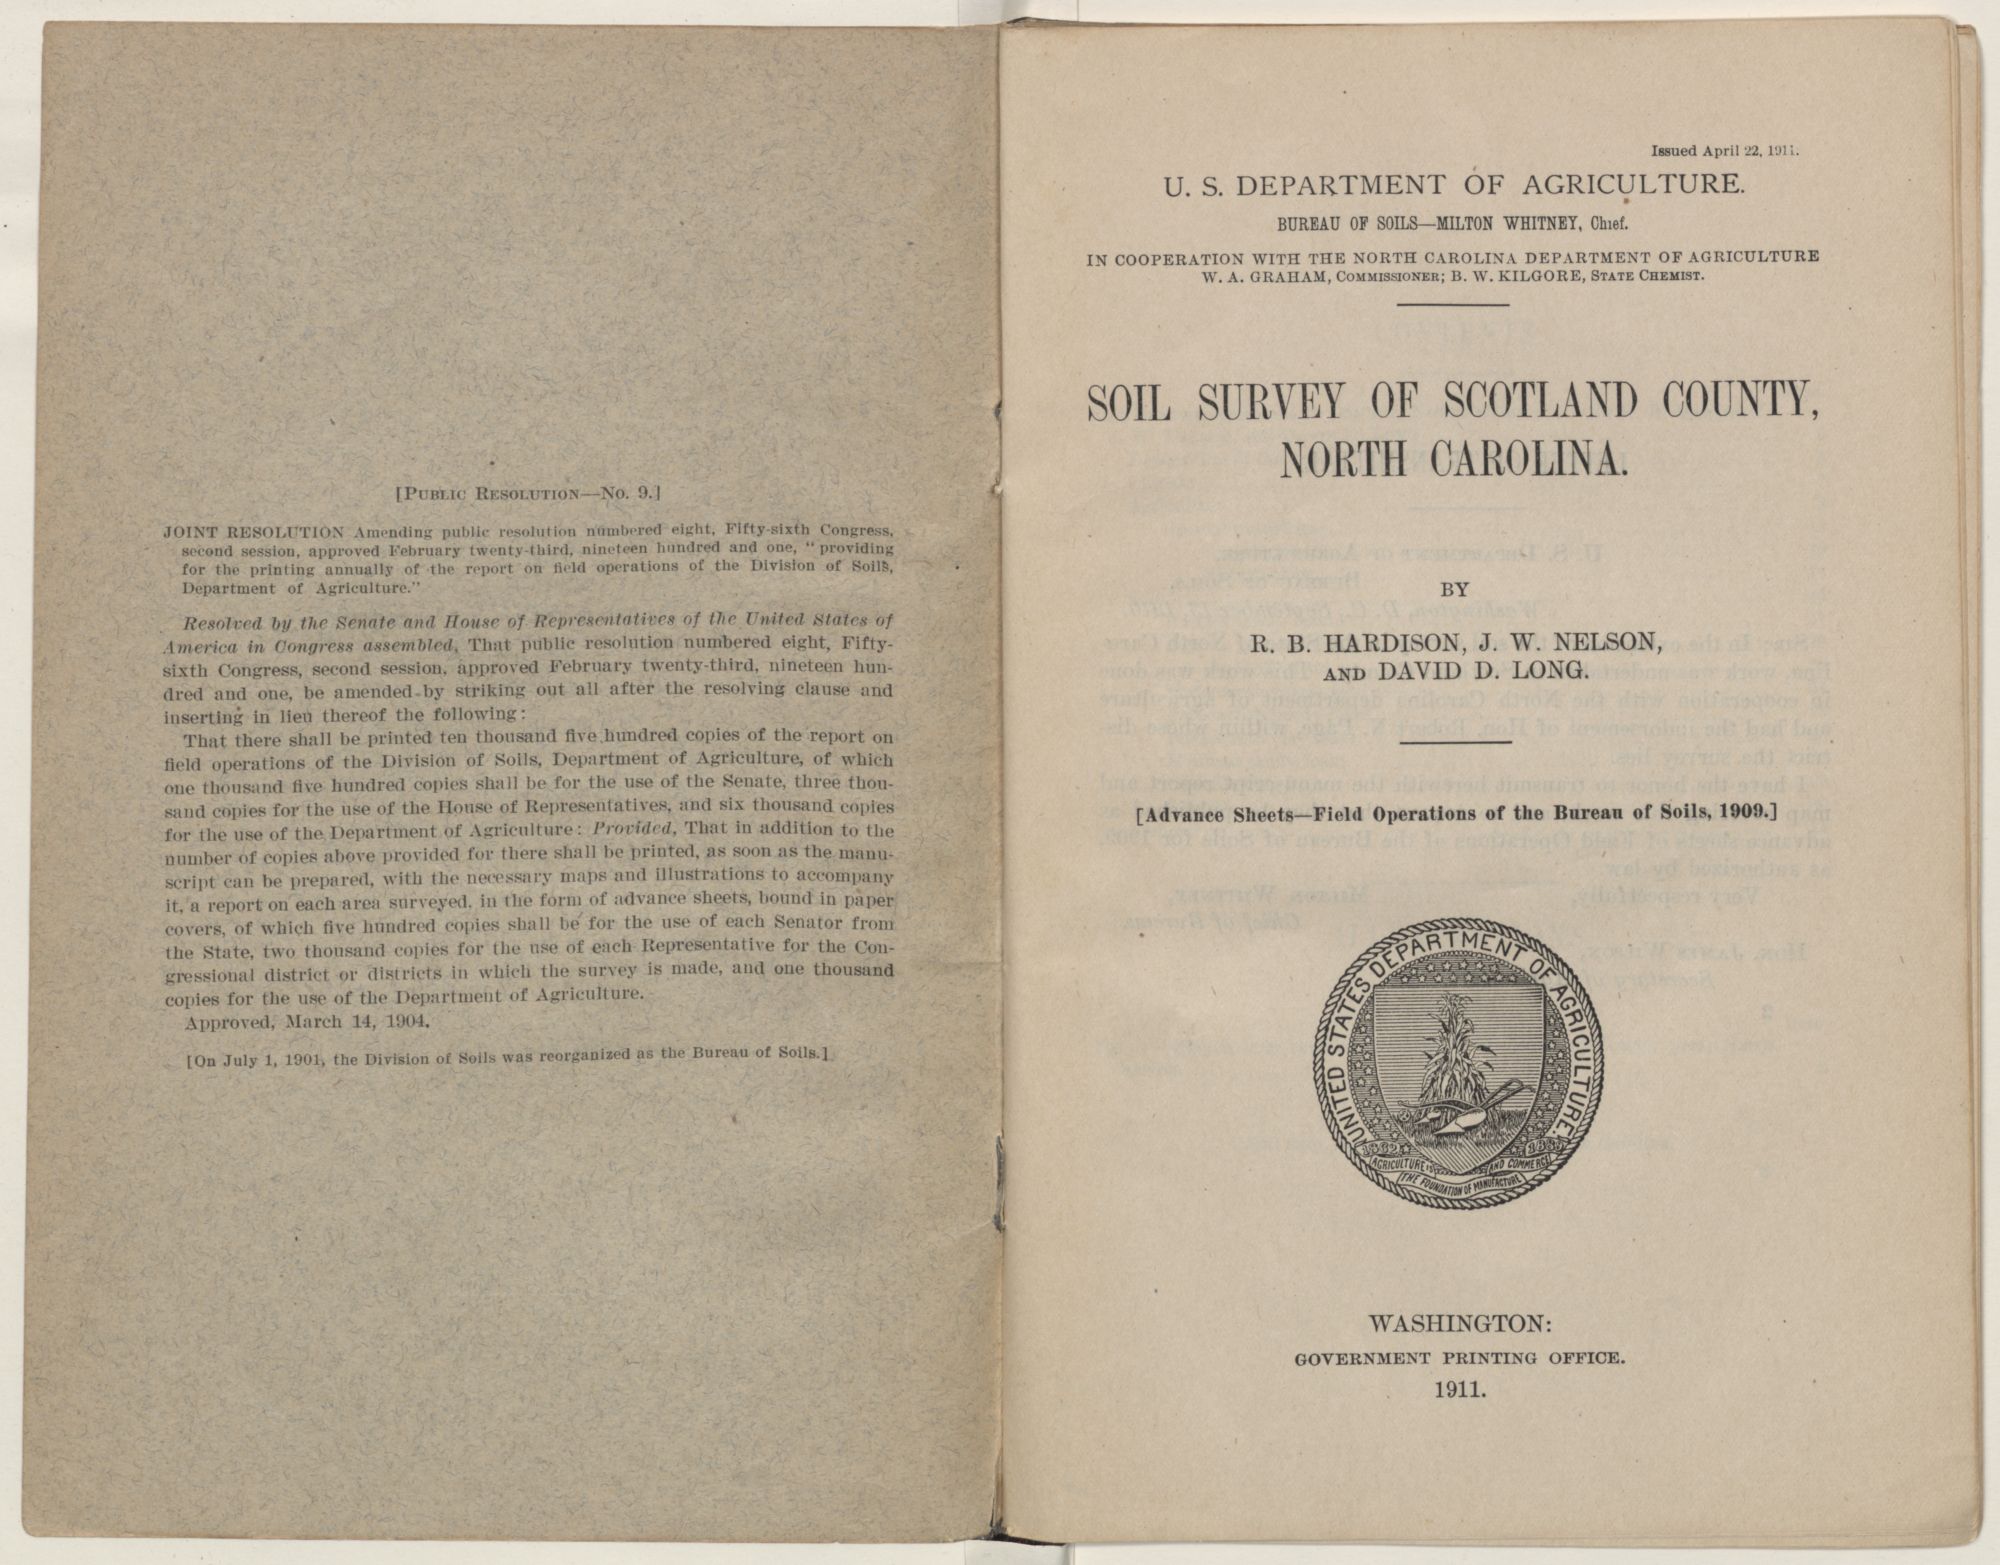 [Public Resolution—No. 9.]
JOINT RESOLUTION Amending public resolution numbered eight, Fifty-sixth Congress,
second session, approved February twenty-third, nineteen hundred and one, "providing
for the printing annually of the report on field operations of the Division of Soils,
Department of Agriculture."
Resolved by the Senate and House of Representatives of the United States of
America in Congress assembled, That public resolution numbered eight, Fifty-
sixth Congress, second session, approved February twenty-third, nineteen hun-
dred and one, be amended by striking out all after the resolving clause and
inserting in lieu thereof the following:
That there shall be printed ten thousand five hundred copies of the report on
field operations of the Division of Soils, Department of Agriculture, of which
one thousand five hundred copies shall be for the use of the Senate, three thou-
sand copies for the use of the House of Representatives, and six thousand copies
for the use of the Department of Agriculture: Provided, That in addition to the
number of copies above provided for there shall be printed, as soon as the manu-
script can be prepared, with the necessary maps and illustrations to accompany
it, a report on each area surveyed, in the form of advance sheets, bound in paper
covers, of which five hundred copies shall be for the use of each Senator from
the State, two thousand copies for the use of each Representative for the Con-
gressional district or districts in which the survey is made, and one thousand
copies for the use of the Department of Agriculture.
Approved, March 14, 1904.
[On July 1, 1901, the Division of Soils was reorganized as the Bureau of Soils.]
Issued April 22, 1911.
U. S. DEPARTMENT OF AGRICULTURE.
BUREAU OF SOILS—MILTON WHITNEY, Chief.
IN COOPERATION WITH THE NORTH CAROLINA DEPARTMENT OF AGRICULTURE
W. A. GRAHAM, Commissioner; B. W. KILGORE, State Chemist.
SOIL SURVEY OF SCOTLAND COUNTY,
NORTH CAROLINA.
BY
R. B. HARDISON, J. W. NELSON,
AND DAVID D. LONG.
[Advance Sheets—Field Operations of the Bureau of Soils, 1909.]
UNITED STATES DEPARTMENT OF AGRICULTURE.
1862 1889
AGRICULTURE IS THE FOUNDATION OF MANUFACTURE AND COMMERCE
WASHINGTON:
GOVERNMENT PRINTING OFFICE.
1911.